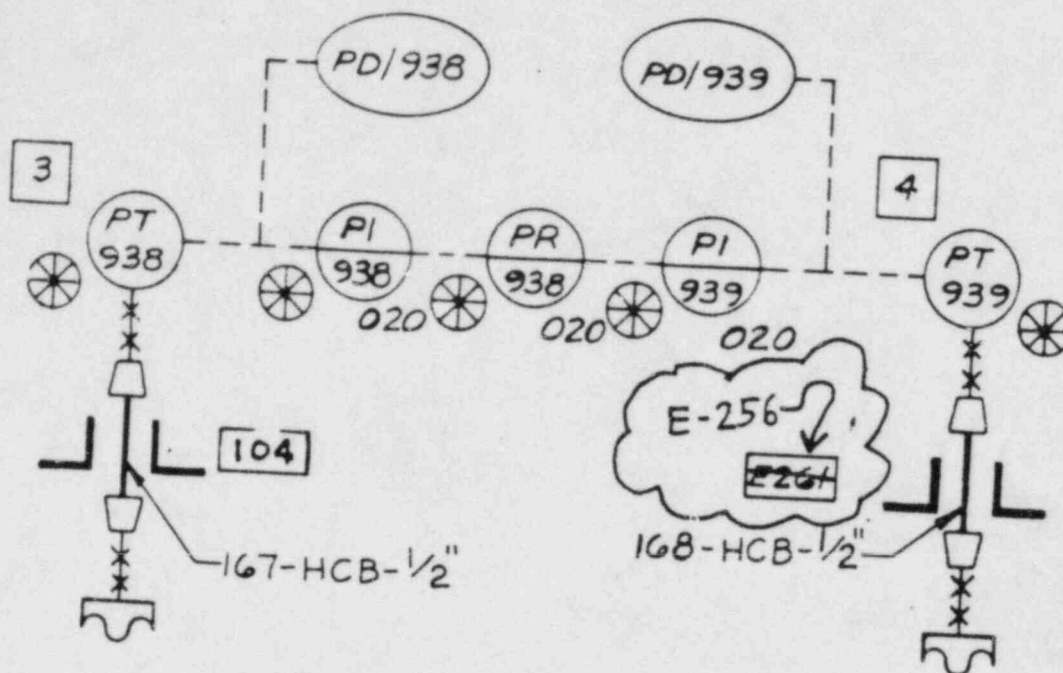 PD/938
PD/939
3
4
PT
938
PI
938
PR
938
PI
939
PT
939
020
020
020
E-256
E261
104
167-HCB-1/2"
168-HCB-1/2"